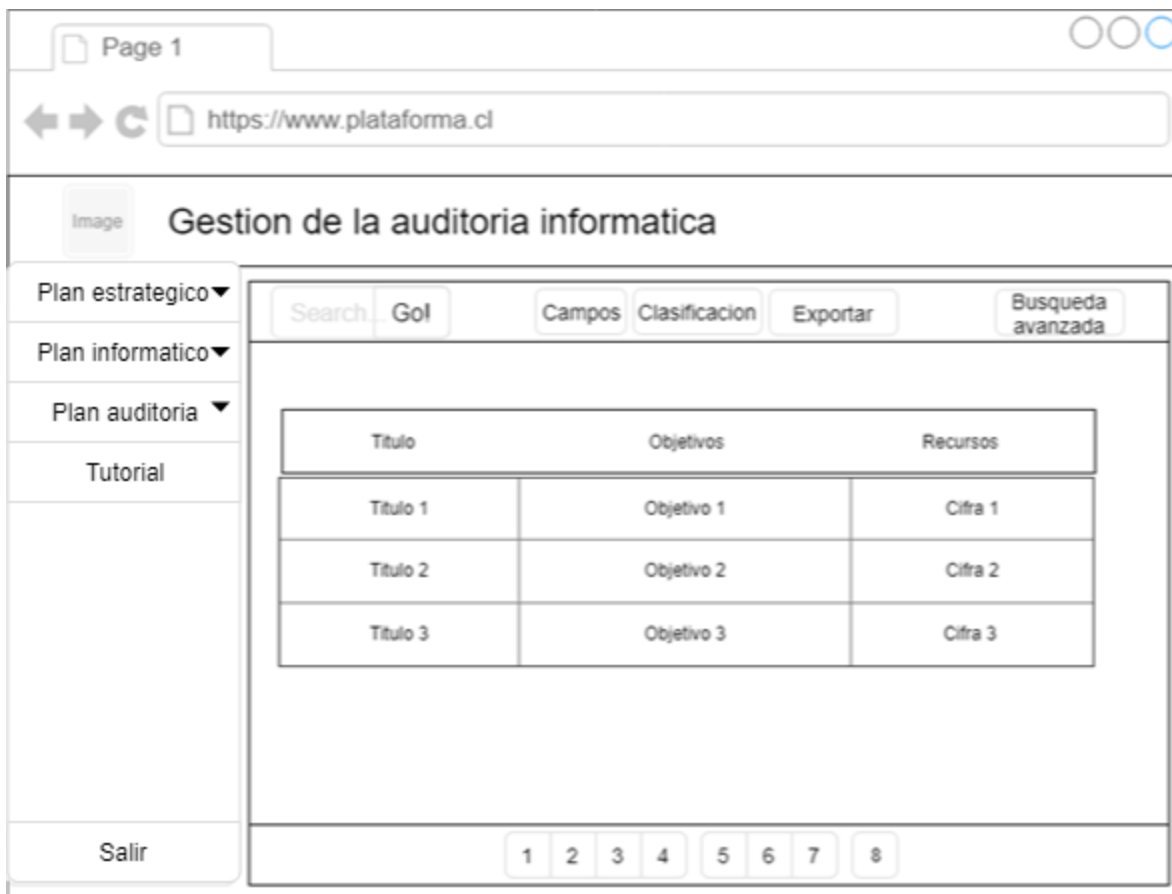 Page 1
https://www.plataforma.cl
Image
Gestion de la auditoria informatica
Plan estrategico
Plan informatico
Plan auditoria
Tutorial
Salir
Search... Go!
Campos Clasificacion Exportar
Busqueda
avanzada
Titulo Objetivos Recursos
Titulo 1 Objetivo 1 Cifra 1
Titulo 2 Objetivo 2 Cifra 2
Titulo 3 Objetivo 3 Cifra 3
1 2 3 4 5 6 7 8